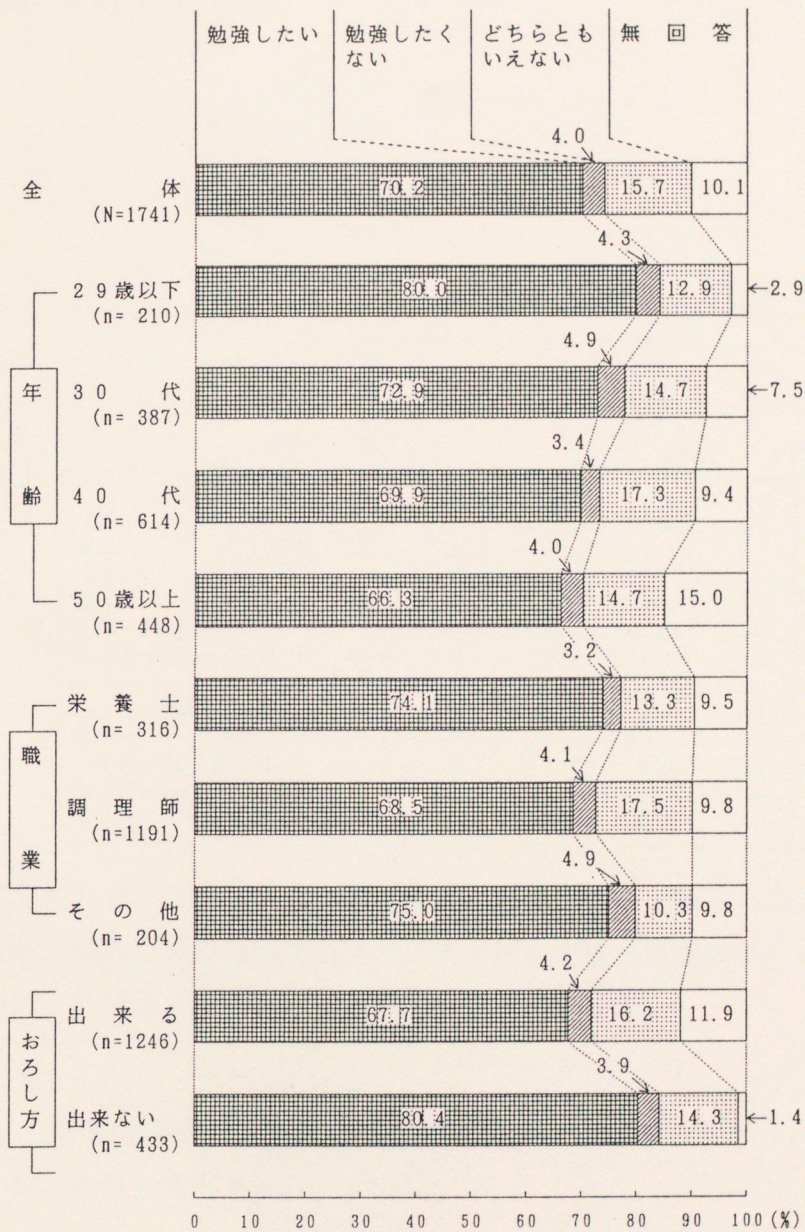 勉強したい
勉強したくない
どちらともいえない
無回答
全体
(N=1741)
70.2
4.0
15.7
10.1
年齢
29歳以下
(n= 210)
80.0
4.3
12.9
2.9
30代
(n= 387)
72.9
4.9
14.7
7.5
40代
(n= 614)
69.9
3.4
17.3
9.4
50歳以上
(n= 448)
66.3
4.0
14.7
15.0
職業
栄養士
(n= 316)
74.1
3.2
13.3
9.5
調理師
(n=1191)
68.5
4.1
17.5
9.8
その他
(n= 204)
75.0
4.9
10.3
9.8
おろし方
出来る
(n=1246)
67.7
4.2
16.2
11.9
出来ない
(n= 433)
80.4
3.9
14.3
1.4
0 10 20 30 40 50 60 70 80 90 100 (%)